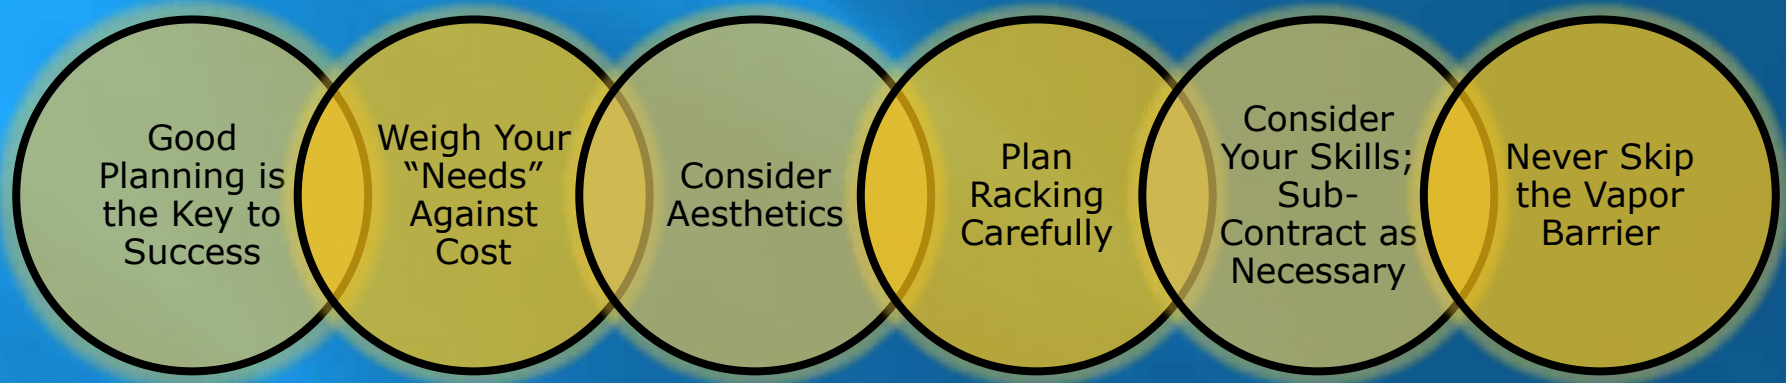 Good
Planning is
the Key to
Success
Weigh Your
“Needs”
Against
Cost
Consider
Aesthetics
Plan
Racking
Carefully
Consider
Your Skills;
Sub-
Contract as
Necessary
Never Skip
the Vapor
Barrier